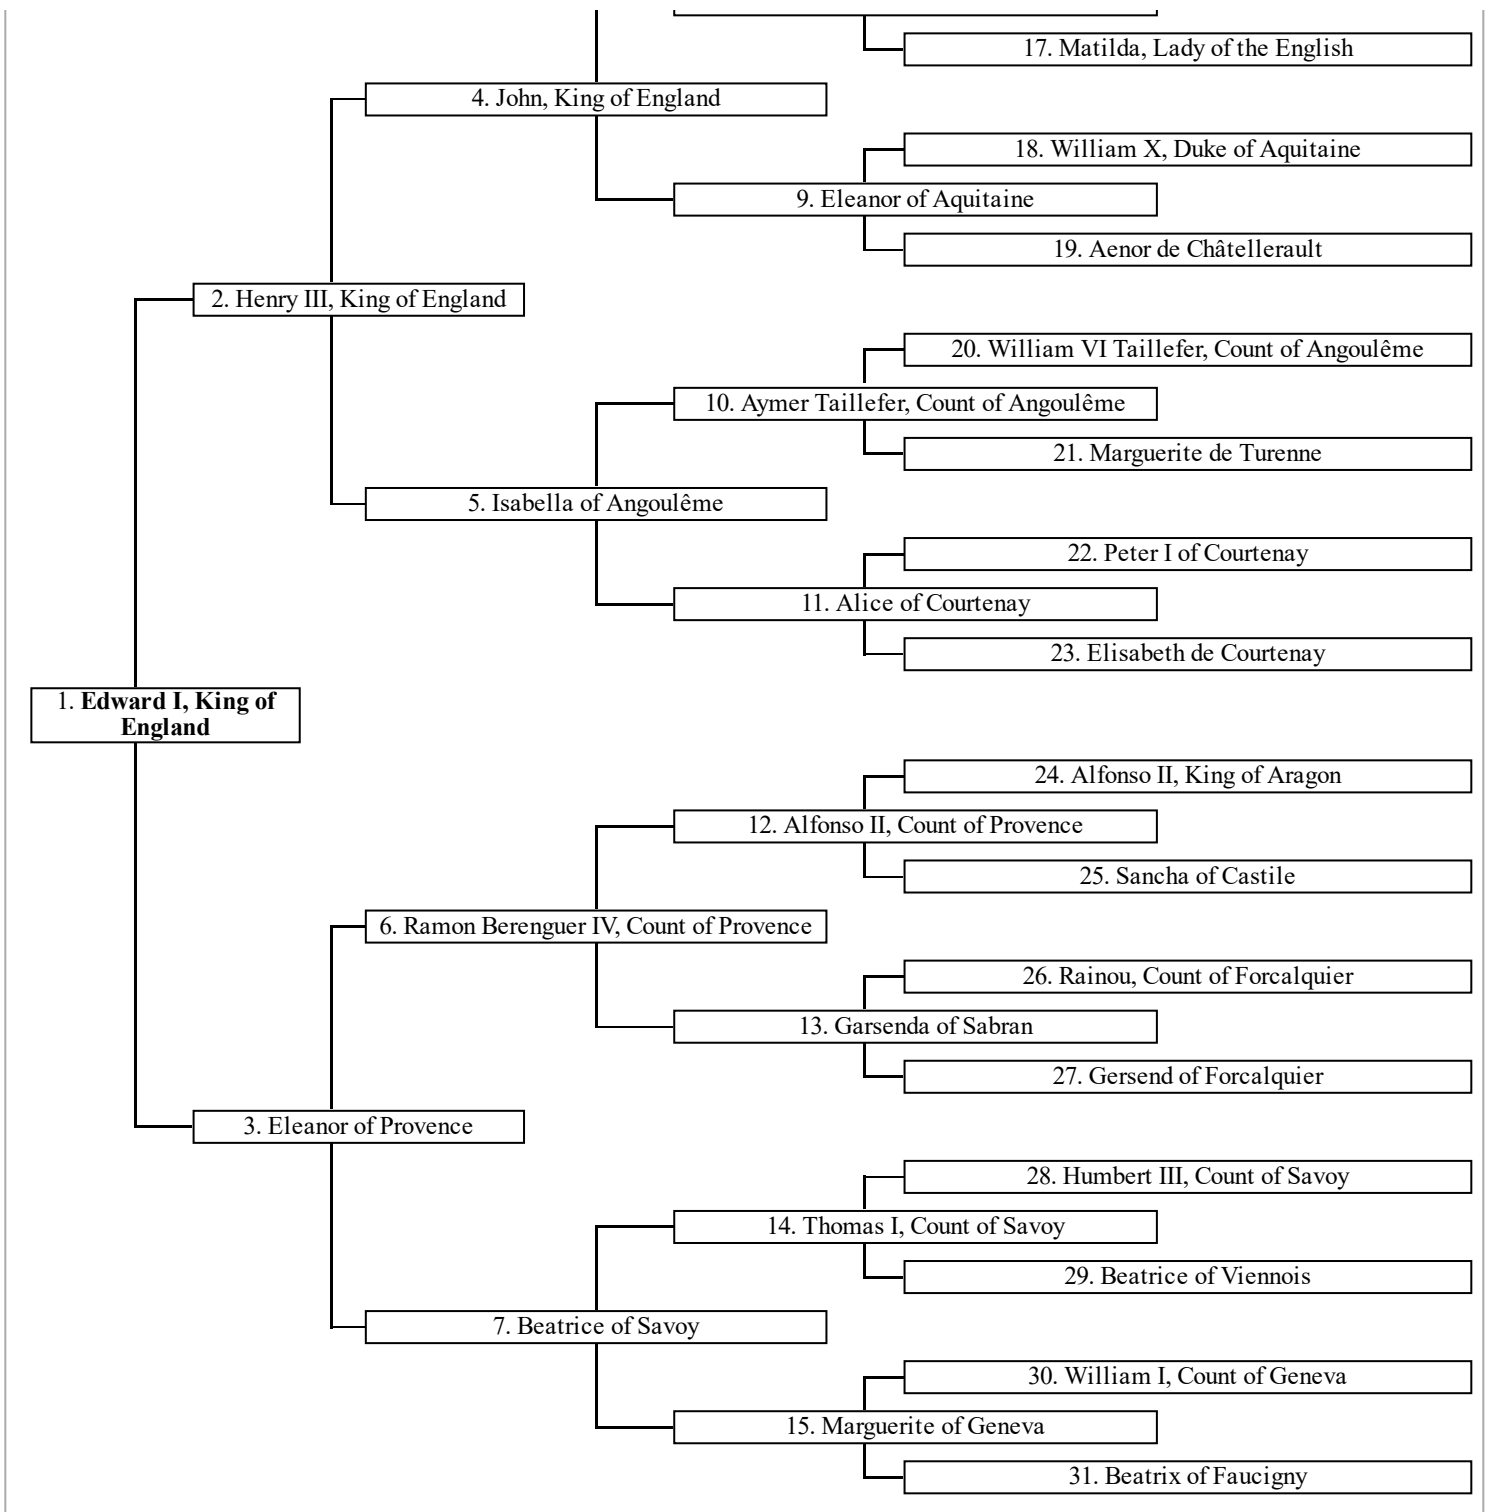 17. Matilda, Lady of the English
4. John, King of England
18. William X, Duke of Aquitaine
9. Eleanor of Aquitaine
19. Aenor de Châtellerault
2. Henry III, King of England
20. William VI Taillefer, Count of Angoulême
10. Aymer Taillefer, Count of Angoulême
21. Marguerite de Turenne
5. Isabella of Angoulême
22. Peter I of Courtenay
11. Alice of Courtenay
23. Elisabeth de Courtenay
1. Edward I, King of
England
24. Alfonso II, King of Aragon
12. Alfonso II, Count of Provence
25. Sancha of Castile
6. Ramon Berenguer IV, Count of Provence
26. Rainou, Count of Forcalquier
13. Garsenda of Sabran
27. Gersend of Forcalquier
3. Eleanor of Provence
28. Humbert III, Count of Savoy
14. Thomas I, Count of Savoy
29. Beatrice of Viennois
7. Beatrice of Savoy
30. William I, Count of Geneva
15. Marguerite of Geneva
31. Beatrix of Faucigny